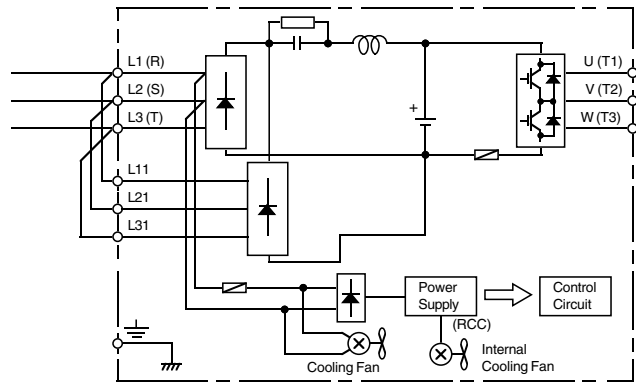 L1 (R)
L2 (S)
L3 (T)
U (T1)
V (T2)
W (T3)
+
L11
L21
L31
Power
Supply
(RCC)
Control
Circuit
Cooling Fan
Internal
Cooling Fan